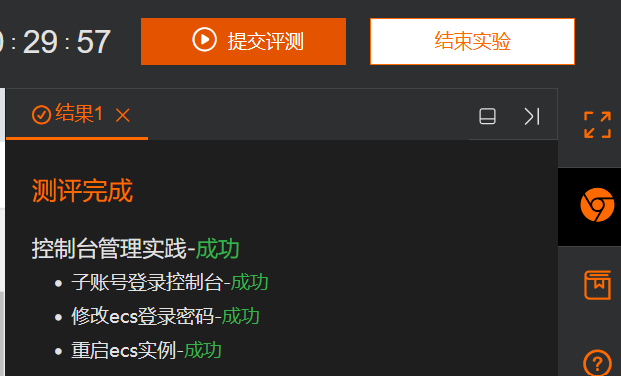 : 29 : 57
提交评测
结束实验
结果1
测评完成
控制台管理实践-成功
子账号登录控制台-成功
修改ecs登录密码-成功
重启ecs实例-成功